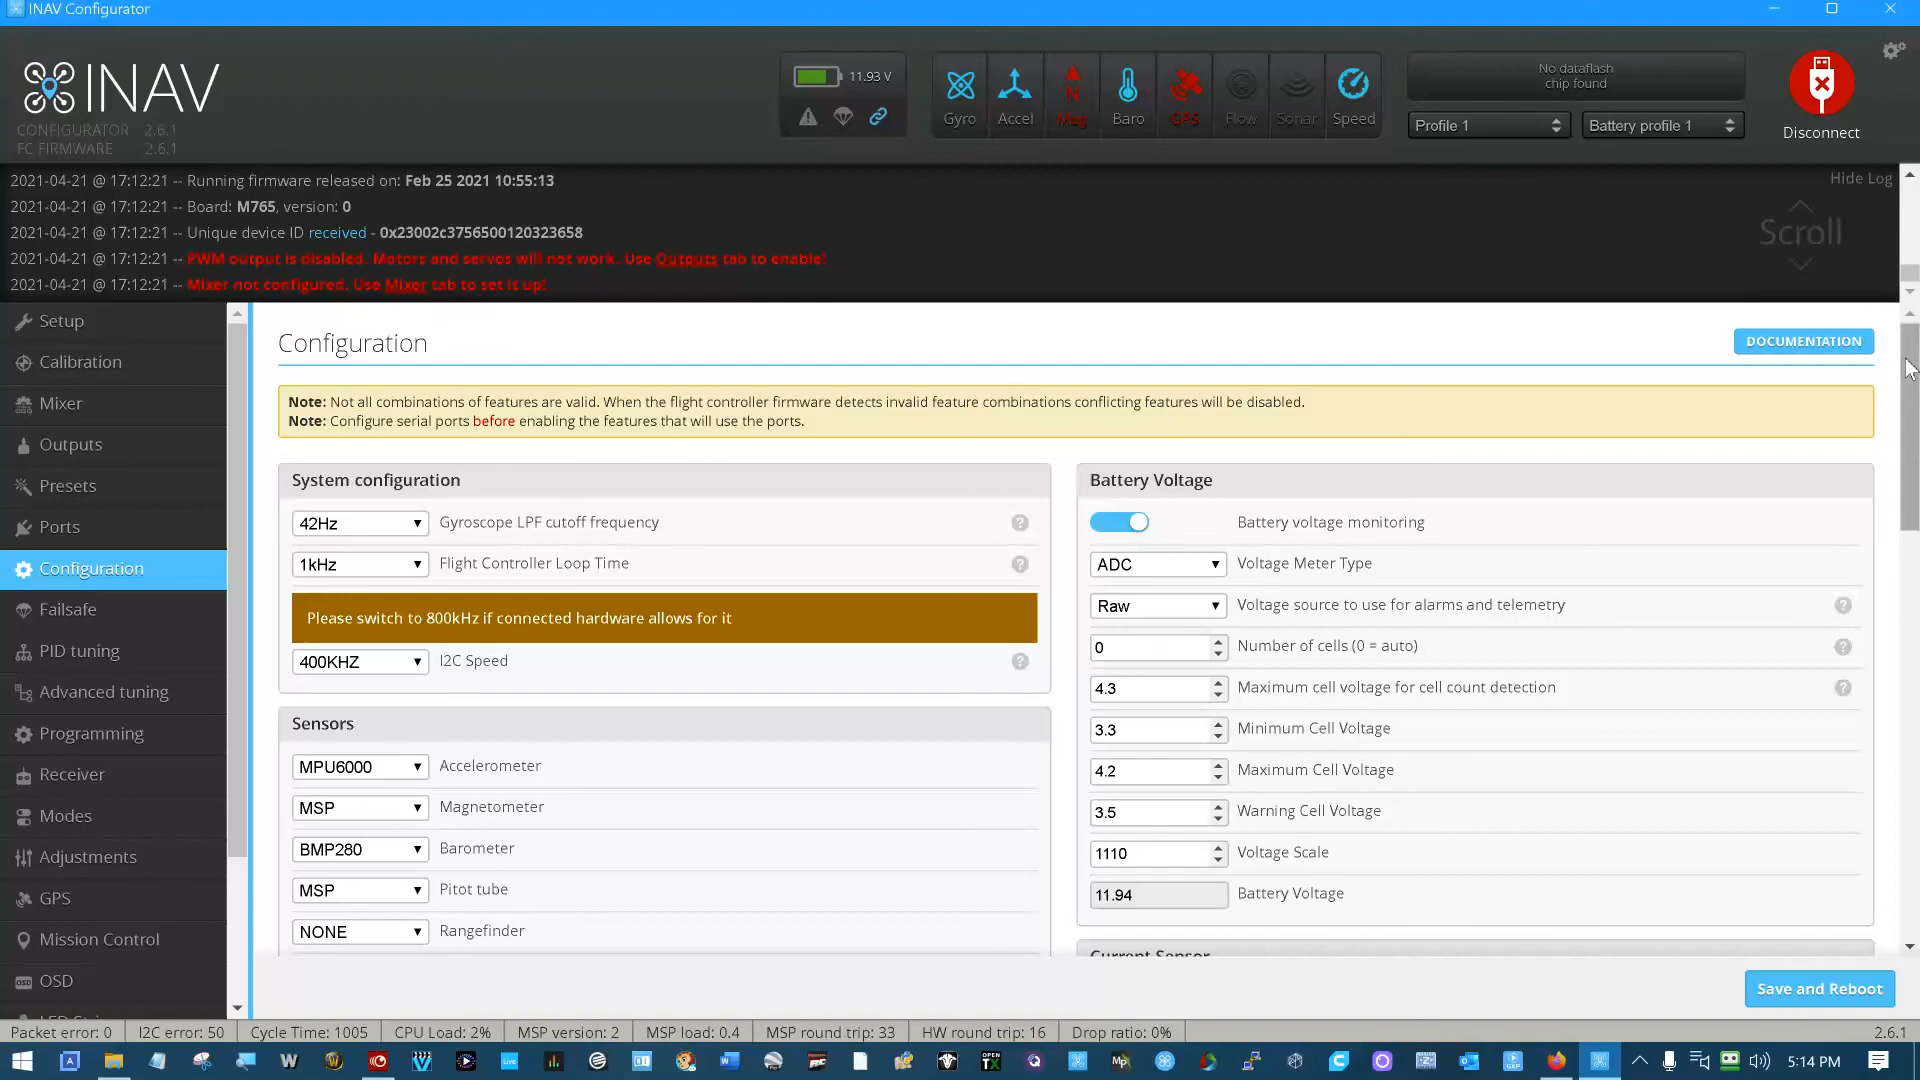 INAV Configurator
INAV
CONFIGURATOR 2.6.1
FC FIRMWARE 2.6.1
11.93 V
Gyro
Accel
Mag
Baro
GPS
Flow
Sonar
Speed
No dataflash
chip found
Profile 1
Battery profile 1
Disconnect
2021-04-21 @ 17:12:21 -- Running firmware released on: Feb 25 2021 10:55:13
2021-04-21 @ 17:12:21 -- Board: M765, version: 0
2021-04-21 @ 17:12:21 -- Unique device ID received - 0x23002c3756500120323658
2021-04-21 @ 17:12:21 -- PWM output is disabled. Motors and servos will not work. Use Outputs tab to enable!
2021-04-21 @ 17:12:21 -- Mixer not configured. Use Mixer tab to set it up!
Hide Log
Scroll
Setup
Calibration
Mixer
Outputs
Presets
Ports
Configuration
Failsafe
PID tuning
Advanced tuning
Programming
Receiver
Modes
Adjustments
GPS
Mission Control
OSD
Configuration
DOCUMENTATION
Note: Not all combinations of features are valid. When the flight controller firmware detects invalid feature combinations conflicting features will be disabled.
Note: Configure serial ports before enabling the features that will use the ports.
System configuration
42Hz Gyroscope LPF cutoff frequency
1kHz Flight Controller Loop Time
Please switch to 800kHz if connected hardware allows for it
400KHZ I2C Speed
Sensors
MPU6000 Accelerometer
MSP Magnetometer
BMP280 Barometer
MSP Pitot tube
NONE Rangefinder
Battery Voltage
Battery voltage monitoring
ADC Voltage Meter Type
Raw Voltage source to use for alarms and telemetry
0 Number of cells (0 = auto)
4.3 Maximum cell voltage for cell count detection
3.3 Minimum Cell Voltage
4.2 Maximum Cell Voltage
3.5 Warning Cell Voltage
1110 Voltage Scale
11.94 Battery Voltage
Current Sensor
Save and Reboot
Packet error: 0
I2C error: 50
Cycle Time: 1005
CPU Load: 2%
MSP version: 2
MSP load: 0.4
MSP round trip: 33
HW round trip: 16
Drop ratio: 0%
2.6.1
5:14 PM